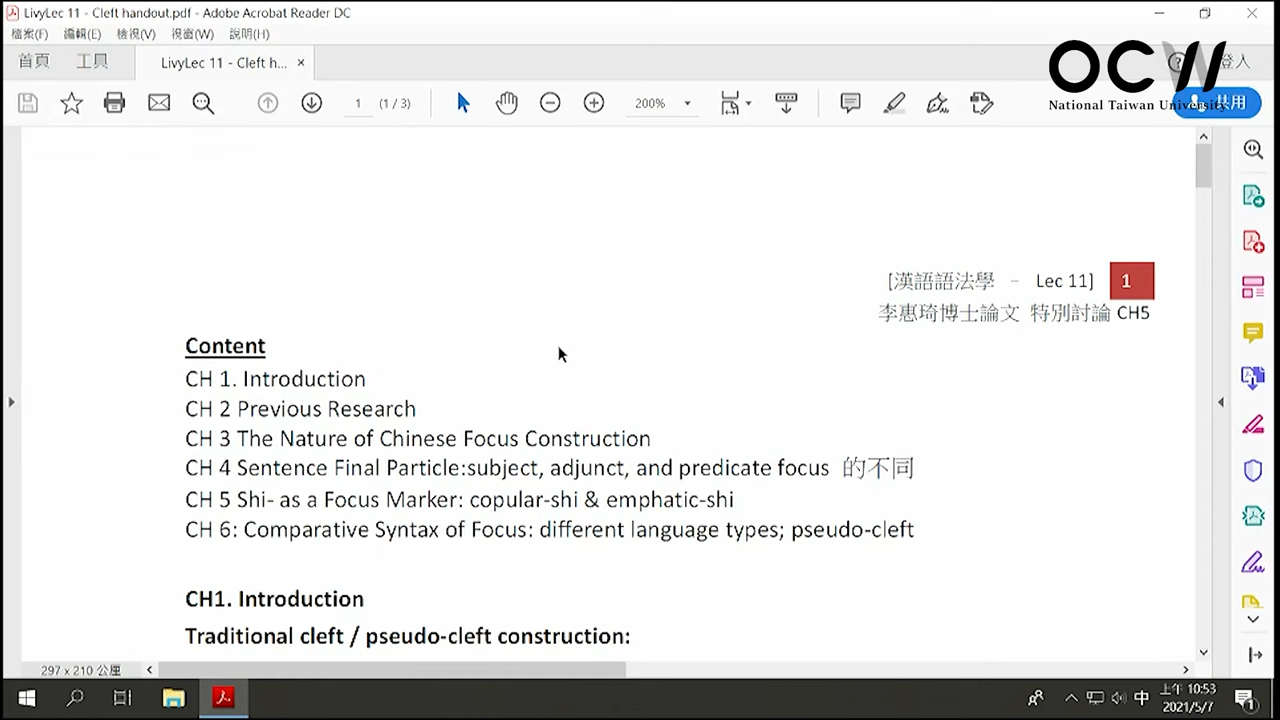 LivyLec 11 - Cleft handout.pdf - Adobe Acrobat Reader DC
檔案(F) 編輯(E) 檢視(V) 視窗(W) 說明(H)
首頁 工具 LivyLec 11 - Cleft h... × 登入
OCW
National Taiwan University
1 (1 / 3) 200% 共用
[漢語語法學 - Lec 11] 1
李惠琦博士論文 特別討論 CH5
Content
CH 1. Introduction
CH 2 Previous Research
CH 3 The Nature of Chinese Focus Construction
CH 4 Sentence Final Particle:subject, adjunct, and predicate focus 的不同
CH 5 Shi- as a Focus Marker: copular-shi & emphatic-shi
CH 6: Comparative Syntax of Focus: different language types; pseudo-cleft
CH1. Introduction
Traditional cleft / pseudo-cleft construction:
297 x 210 公厘
中 上午 10:53
2021/5/7 1